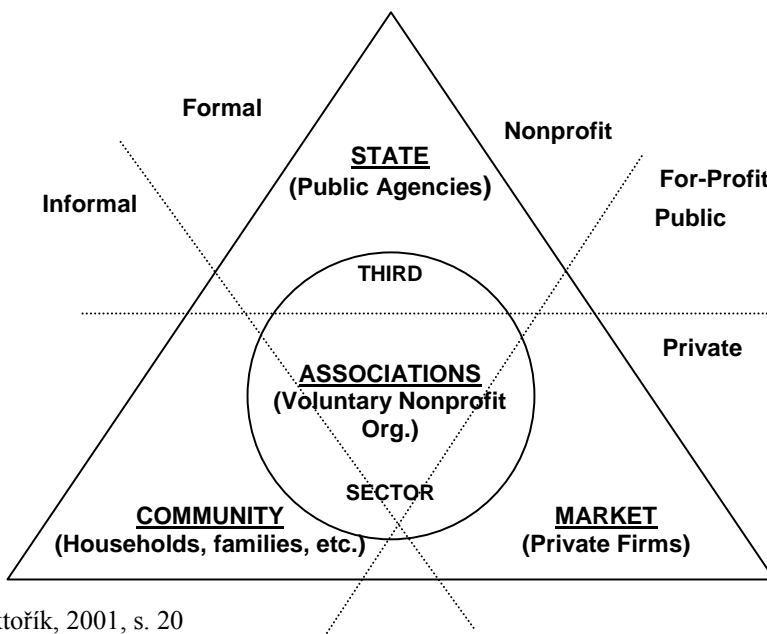 Formal
Nonprofit
STATE
(Public Agencies)
For-Profit
Informal
Public
THIRD
Private
ASSOCIATIONS
(Voluntary Nonprofit
Org.)
SECTOR
COMMUNITY
(Households, families, etc.)
MARKET
(Private Firms)
ktořík, 2001, s. 20